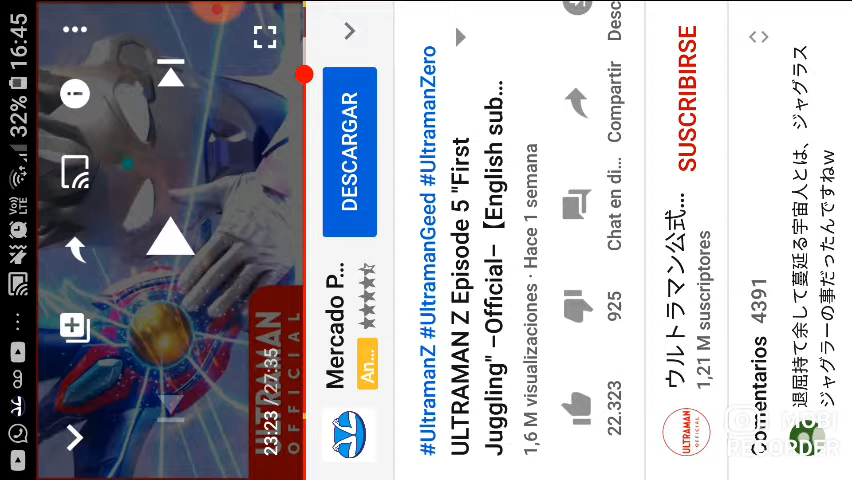 16:45
32%
VoLTE
ULTRAMAN
OFFICIAL
23:23 / 27:35
Mercado P...
An...
DESCARGAR
#UltramanZ #UltramanGeed #UltramanZero
ULTRAMAN Z Episode 5 "First
Juggling" −Official−【English sub...
1,6 M visualizaciones · Hace 1 semana
22.323
925
Chat en di...
Compartir
Desc
ULTRAMAN
ウルトラマン公式...
1,21 M suscriptores
SUSCRIBIRSE
Comentarios 4391
退屈持て余して蔓延る宇宙人とは、ジャグラス
ジャグラーの事だったんですねw
MOBI
RECORDER